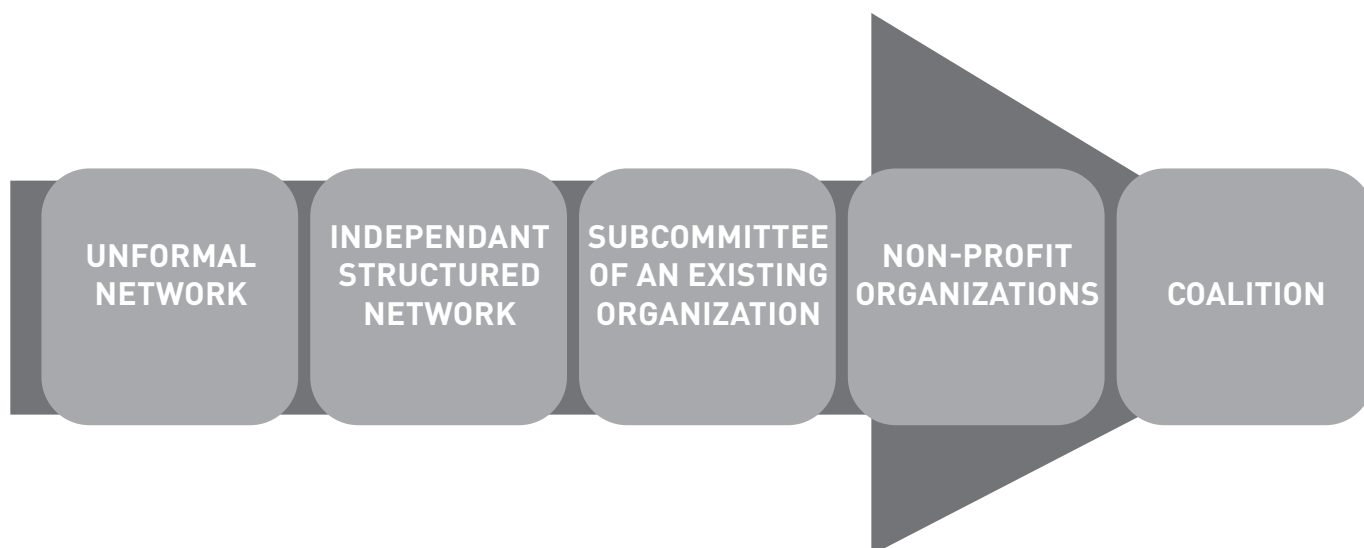 UNFORMAL
NETWORK
INDEPENDANT
STRUCTURED
NETWORK
SUBCOMMITTEE
OF AN EXISTING
ORGANIZATION
NON-PROFIT
ORGANIZATIONS
COALITION